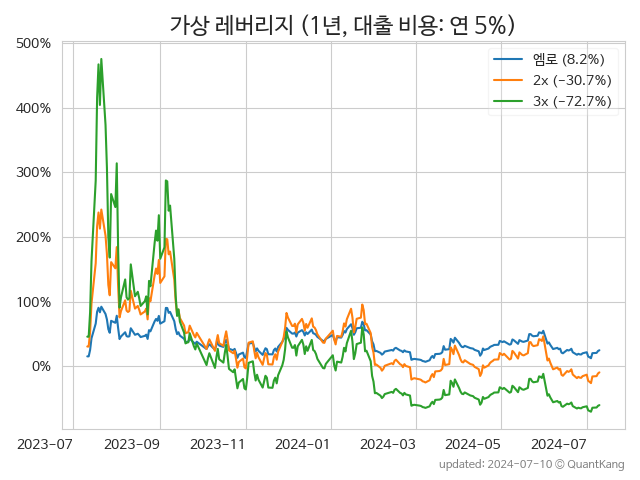 가상 레버리지 (1년, 대출 비용: 연 5%)
500%
400%
300%
200%
100%
0%
엠로 (8.2%)
2x (-30.7%)
3x (-72.7%)
2023-07 2023-09 2023-11 2024-01 2024-03 2024-05 2024-07
updated: 2024-07-10 © QuantKang